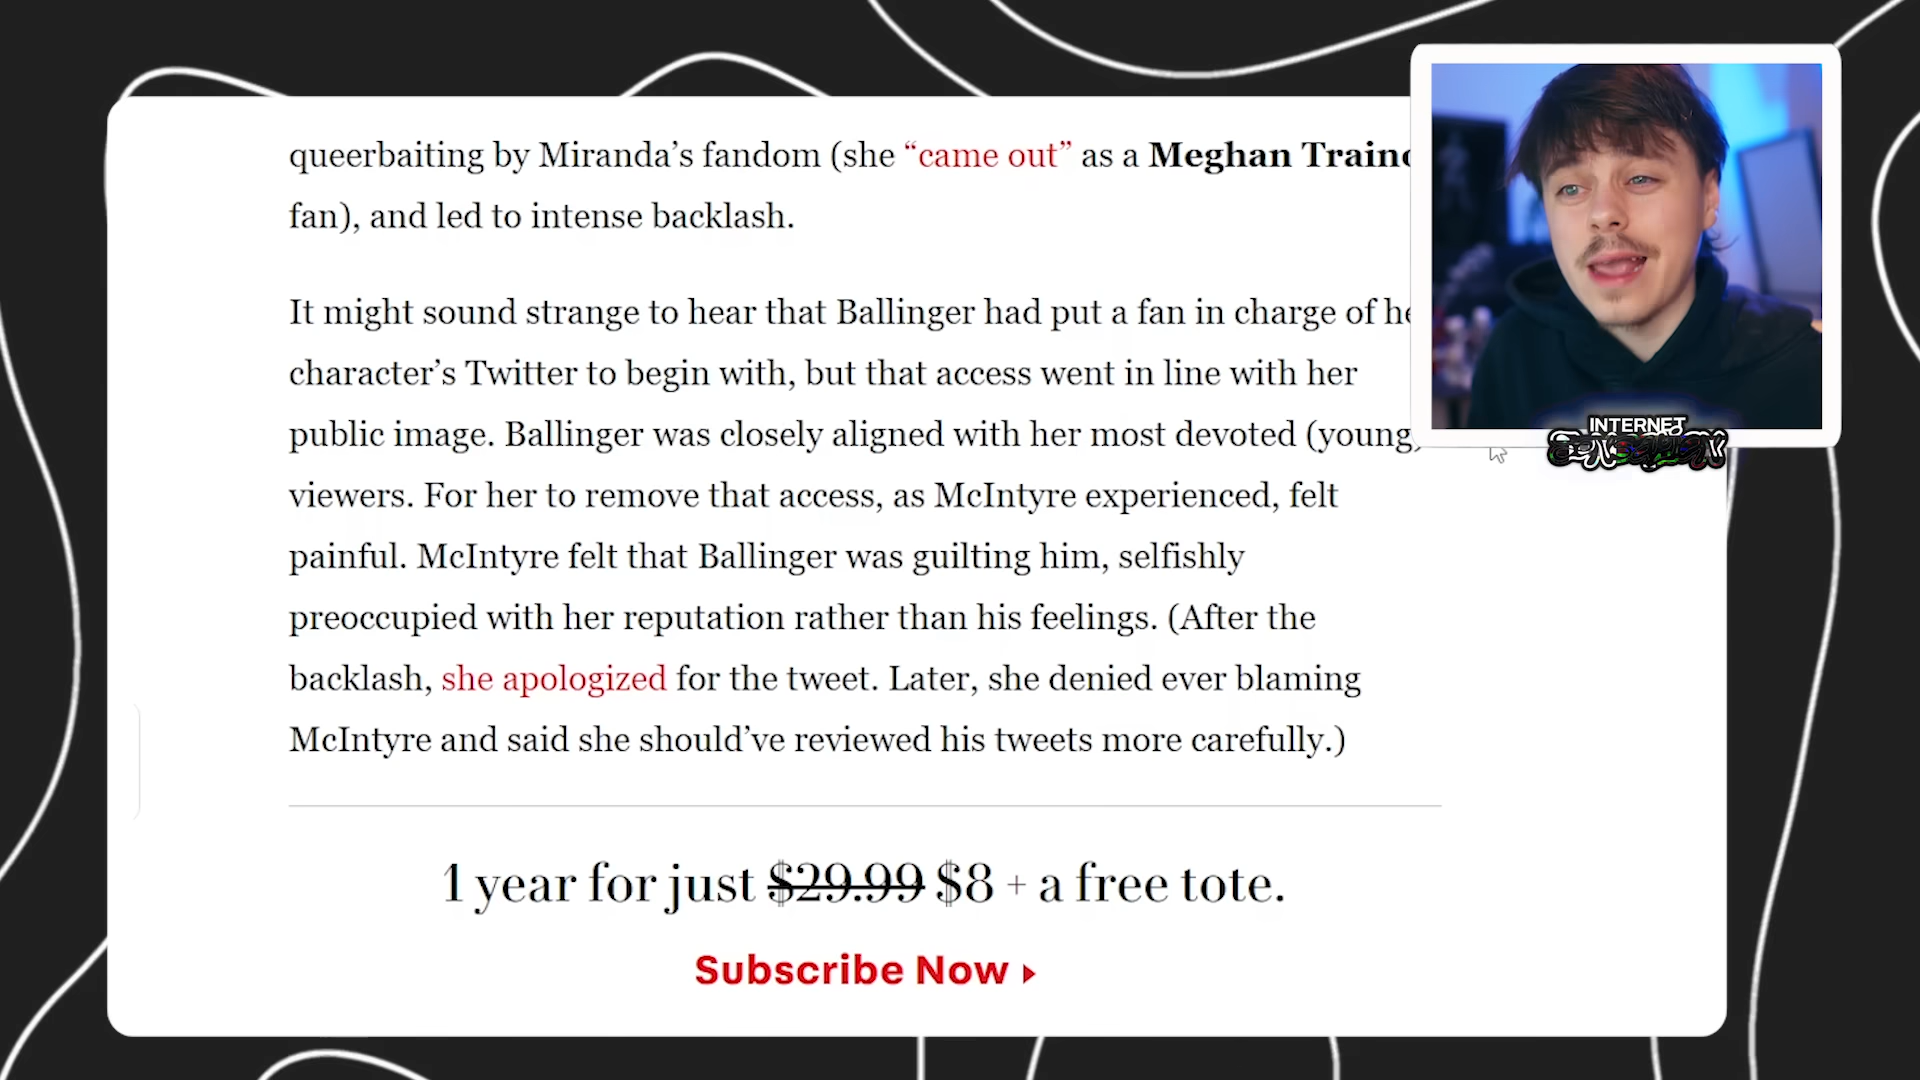 queerbaiting by Miranda’s fandom (she “came out” as a Meghan Traino
fan), and led to intense backlash.
It might sound strange to hear that Ballinger had put a fan in charge of he
character’s Twitter to begin with, but that access went in line with her
public image. Ballinger was closely aligned with her most devoted (young)
viewers. For her to remove that access, as McIntyre experienced, felt
painful. McIntyre felt that Ballinger was guilting him, selfishly
preoccupied with her reputation rather than his feelings. (After the
backlash, she apologized for the tweet. Later, she denied ever blaming
McIntyre and said she should’ve reviewed his tweets more carefully.)
1 year for just $29.99 $8 + a free tote.
Subscribe Now
INTERNET